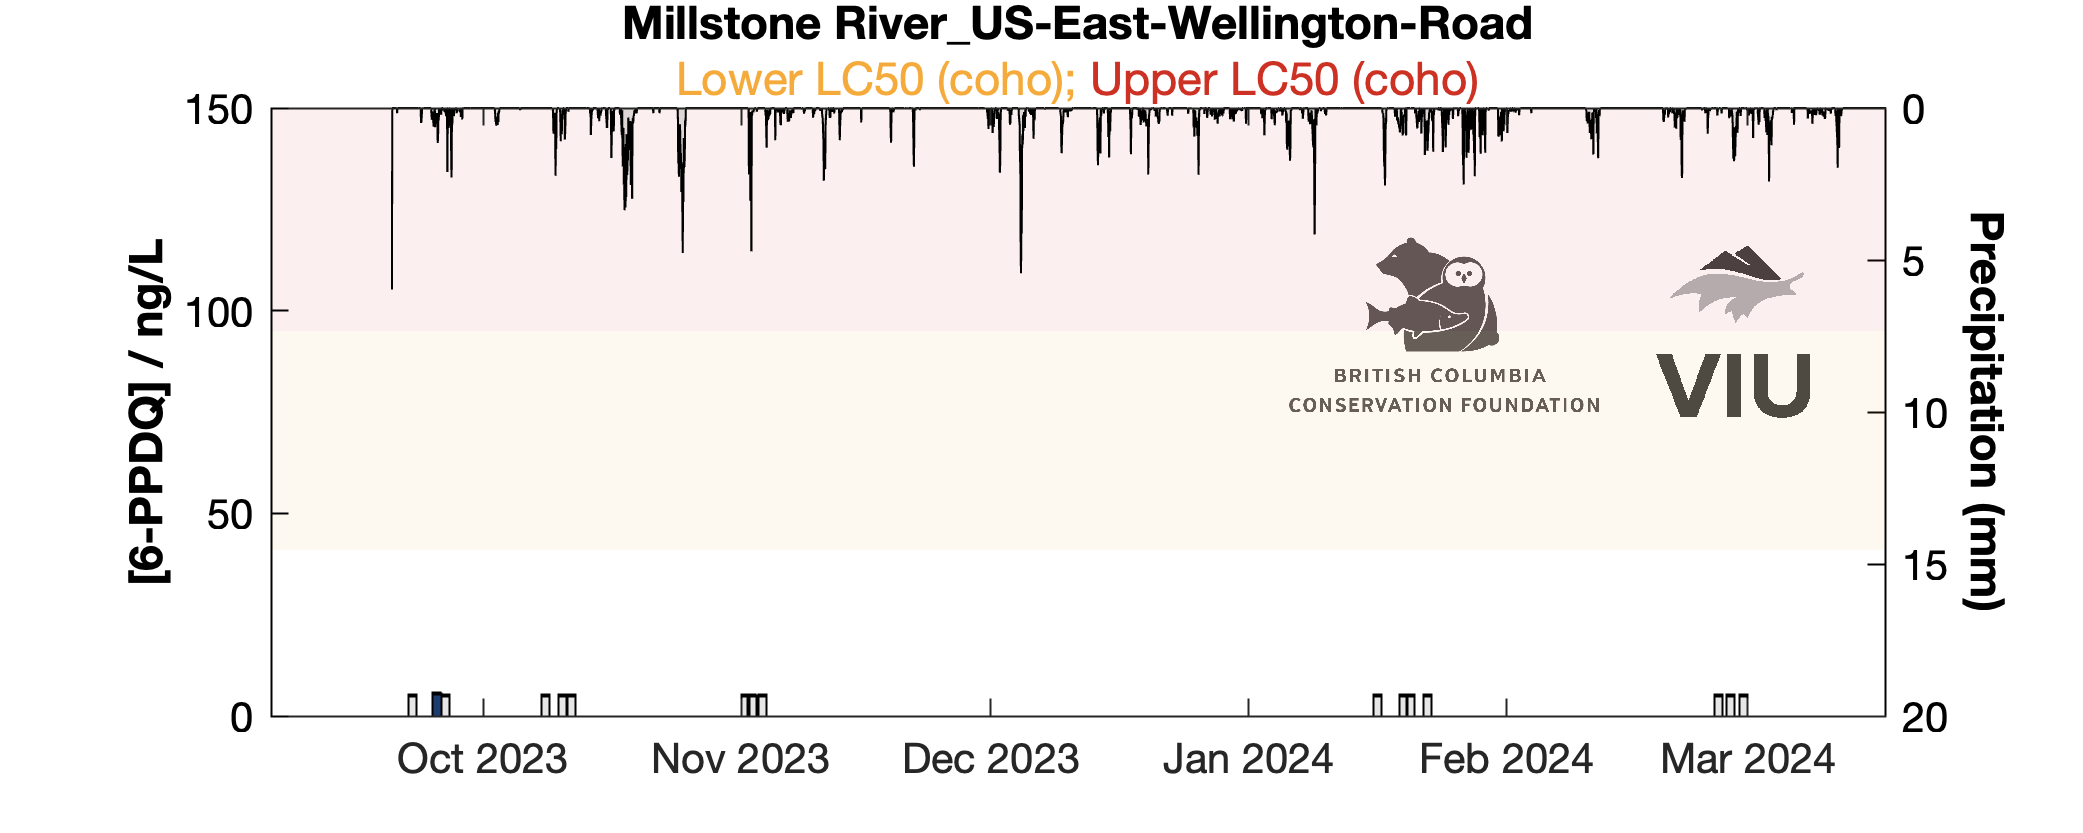 Millstone River_US-East-Wellington-Road
Lower LC50 (coho); Upper LC50 (coho)
150
100
50
0
[6-PPDQ] / ng/L
0
5
10
15
20
Precipitation (mm)
BRITISH COLUMBIA
CONSERVATION FOUNDATION
VIU
Oct 2023
Nov 2023
Dec 2023
Jan 2024
Feb 2024
Mar 2024